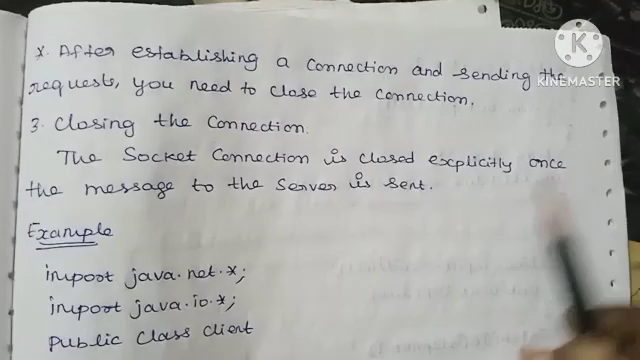 * After establishing a connection and sending the
requests, you need to close the connection.
3. Closing the Connection.
The Socket Connection is closed explicitly once
the message to the server is sent.
Example
import java.net.*;
import java.io.*;
public class client
K
KINEMASTER